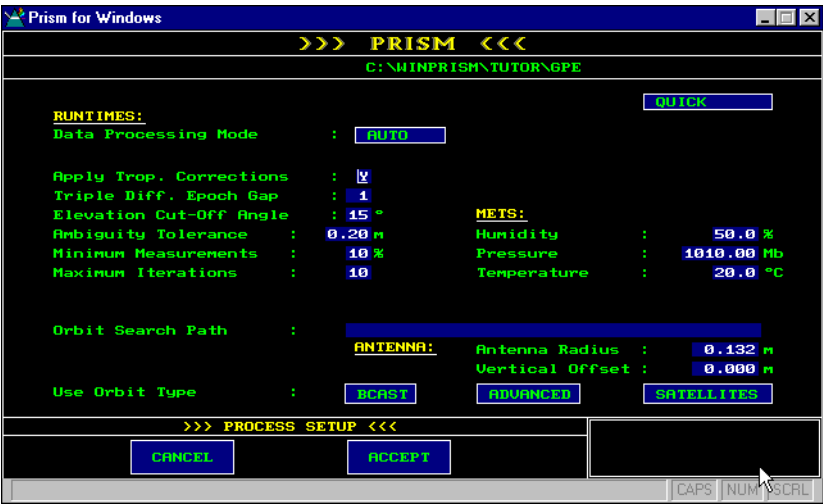 Prism for Windows
>>> PRISM <<<
C:\WINPRISM\TUTOR\GPE
QUICK
RUNTIMES:
Data Processing Mode : AUTO
Apply Trop. Corrections : Y
Triple Diff. Epoch Gap : 1
Elevation Cut-Off Angle : 15 °
METS:
Ambiguity Tolerance : 0.20 m
Humidity : 50.0 %
Minimum Measurements : 10 %
Pressure : 1010.00 Mb
Maximum Iterations : 10
Temperature : 20.0 °C
Orbit Search Path :
ANTENNA:
Antenna Radius : 0.132 m
Vertical Offset : 0.000 m
Use Orbit Type : BCAST
ADVANCED
SATELLITES
>>> PROCESS SETUP <<<
CANCEL
ACCEPT
CAPS NUM SCRL